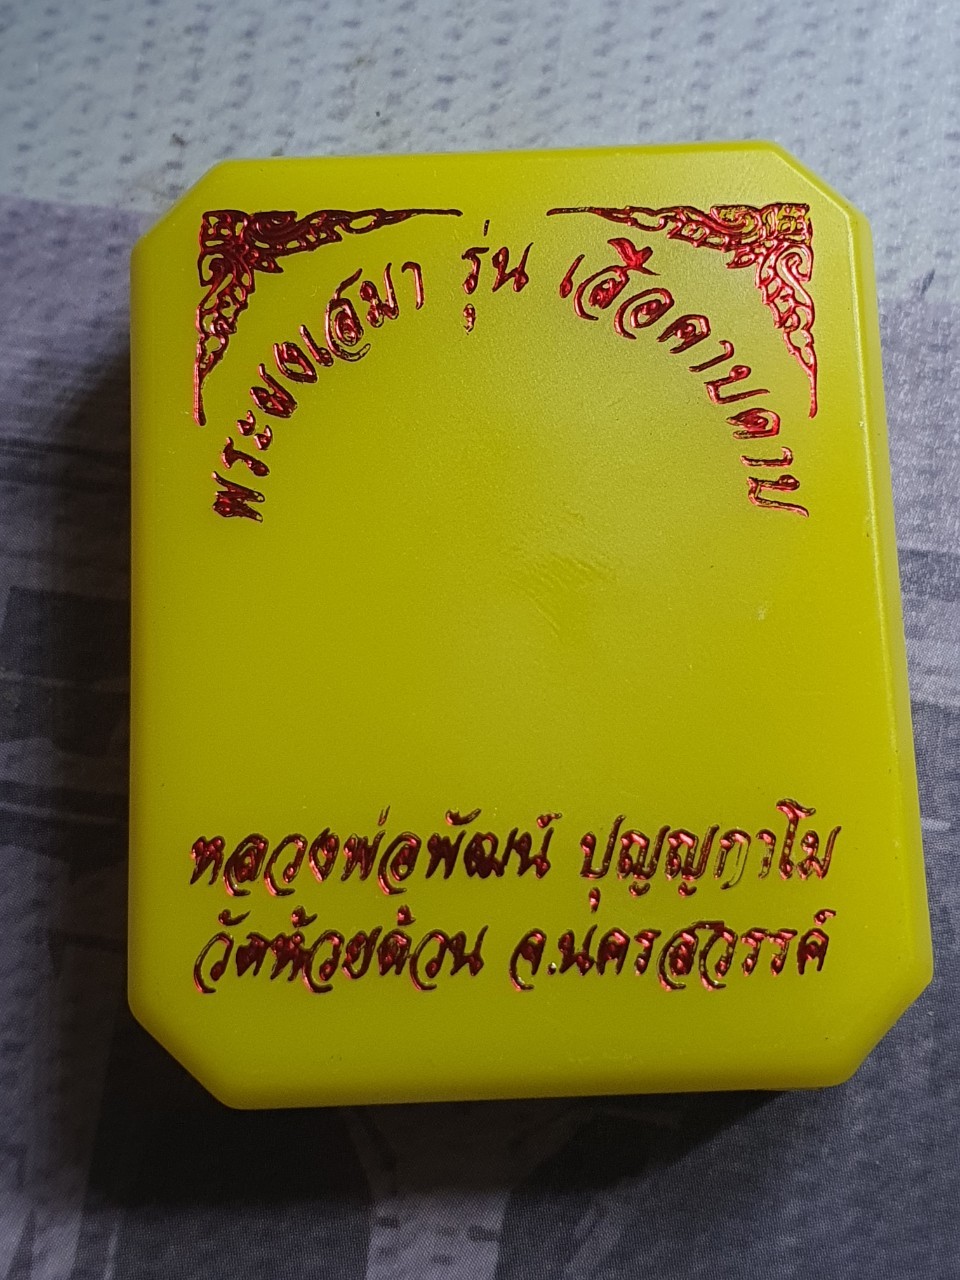 พระผงเสมา รุ่น เสือคาบดาบ
หลวงพ่อพัฒน์ ปุญญกาโม
วัดห้วยด้วน จ.นครสวรรค์